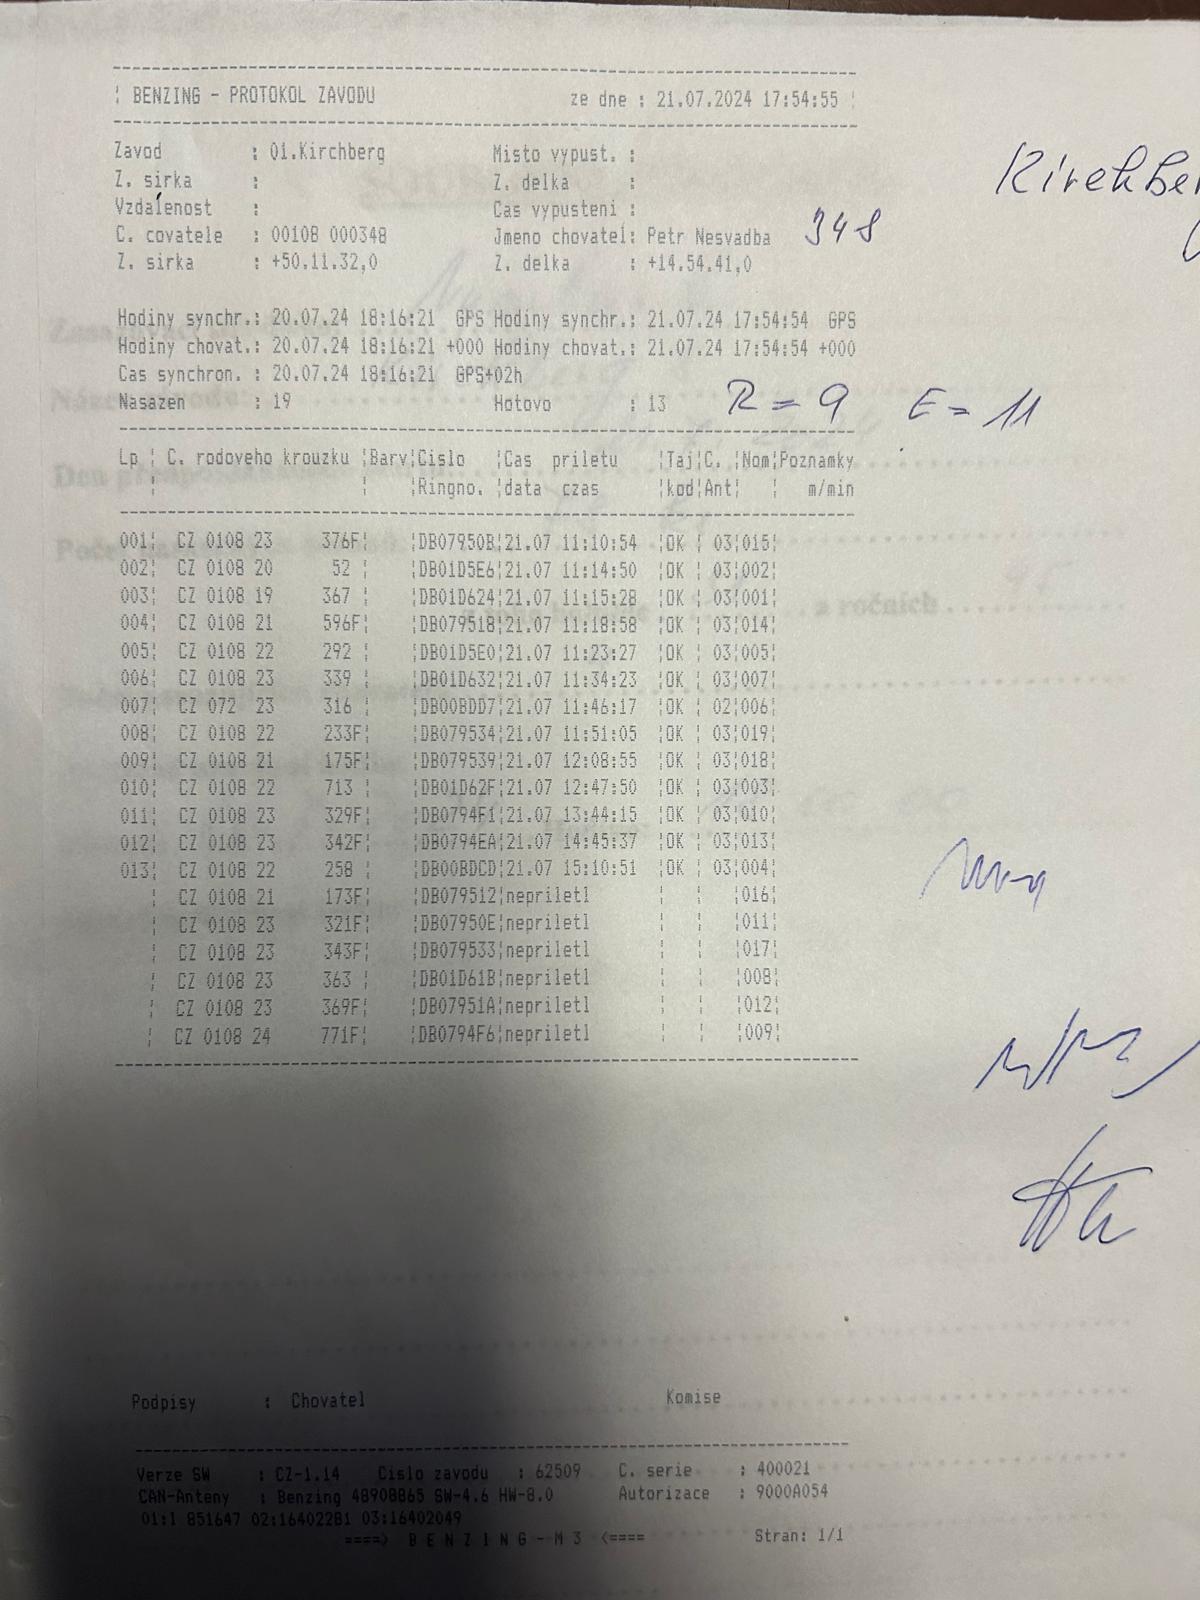 BENZING - PROTOKOL ZAVODU ze dne : 21.07.2024 17:54:55
Zavod : 01.Kirchberg Misto vypust. :
Z. sirka : Z. delka :
Vzdalenost : Cas vypusteni :
C. covatele : 00108 000348 Jmeno chovatel: Petr Nesvadba 348
Z. sirka : +50.11.32,0 Z. delka : +14.54.41,0
Hodiny synchr.: 20.07.24 18:16:21 GPS Hodiny synchr.: 21.07.24 17:54:54 GPS
Hodiny chovat.: 20.07.24 18:16:21 +000 Hodiny chovat.: 21.07.24 17:54:54 +000
Cas synchron. : 20.07.24 18:16:21 GPS+02h
Nasazen : 19 Hotovo : 13 R = 9 E = 11
Lp ¦ C. rodoveho krouzku ¦Barv¦Cislo ¦Cas priletu ¦Taj¦C. ¦Nom¦Poznamky
¦ ¦ ¦Ringno. ¦data czas ¦kod¦Ant¦ ¦ m/min
001¦ CZ 0108 23 376F¦ ¦DB07950B¦21.07 11:10:54 ¦OK ¦ 03¦015¦
002¦ CZ 0108 20 52 ¦ ¦DB01D5E6¦21.07 11:14:50 ¦OK ¦ 03¦002¦
003¦ CZ 0108 19 367 ¦ ¦DB01D624¦21.07 11:15:28 ¦OK ¦ 03¦001¦
004¦ CZ 0108 21 596F¦ ¦DB079518¦21.07 11:18:58 ¦OK ¦ 03¦014¦
005¦ CZ 0108 22 292 ¦ ¦DB01D5E0¦21.07 11:23:27 ¦OK ¦ 03¦005¦
006¦ CZ 0108 23 339 ¦ ¦DB01D632¦21.07 11:34:23 ¦OK ¦ 03¦007¦
007¦ CZ 072 23 316 ¦ ¦DB00BDD7¦21.07 11:46:17 ¦OK ¦ 02¦006¦
008¦ CZ 0108 22 233F¦ ¦DB079534¦21.07 11:51:05 ¦OK ¦ 03¦019¦
009¦ CZ 0108 21 175F¦ ¦DB079539¦21.07 12:08:55 ¦OK ¦ 03¦018¦
010¦ CZ 0108 22 713 ¦ ¦DB01D62F¦21.07 12:47:50 ¦OK ¦ 03¦003¦
011¦ CZ 0108 23 329F¦ ¦DB0794F1¦21.07 13:44:15 ¦OK ¦ 03¦010¦
012¦ CZ 0108 23 342F¦ ¦DB0794EA¦21.07 14:45:37 ¦OK ¦ 03¦013¦
013¦ CZ 0108 22 258 ¦ ¦DB00BDCD¦21.07 15:10:51 ¦OK ¦ 03¦004¦
¦ CZ 0108 21 173F¦ ¦DB079512¦nepriletl ¦ ¦ ¦016¦
¦ CZ 0108 23 321F¦ ¦DB07950E¦nepriletl ¦ ¦ ¦011¦
¦ CZ 0108 23 343F¦ ¦DB079533¦nepriletl ¦ ¦ ¦017¦
¦ CZ 0108 23 363 ¦ ¦DB01D61B¦nepriletl ¦ ¦ ¦008¦
¦ CZ 0108 23 369F¦ ¦DB07951A¦nepriletl ¦ ¦ ¦012¦
¦ CZ 0108 24 771F¦ ¦DB0794F6¦nepriletl ¦ ¦ ¦009¦
Podpisy : Chovatel Komise
Verze SW : CZ-1.14 Cislo zavodu : 62509 C. serie : 400021
CAN-Anteny : Benzing 48908865 SW-4.6 HW-8.0 Autorizace : 9000A054
01:1 851647 02:16402281 03:16402049
====> B E N Z I N G - M 3 <==== Stran: 1/1